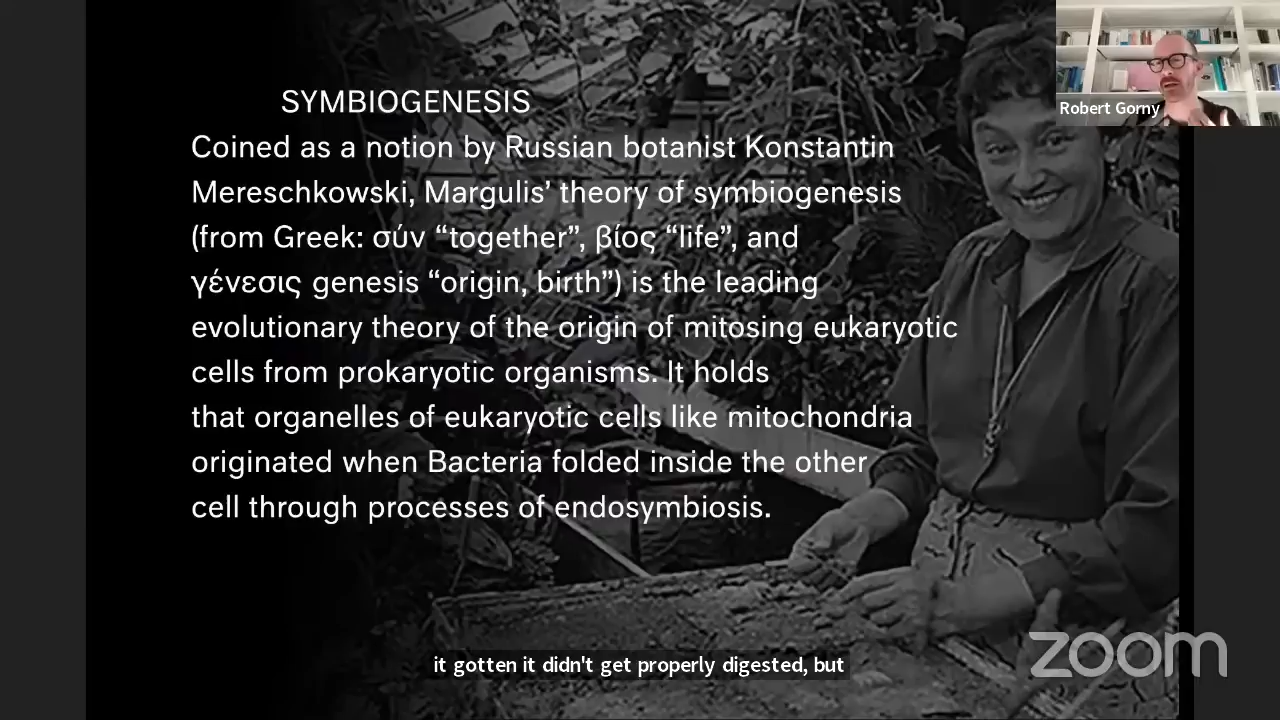 SYMBIOGENESIS
Coined as a notion by Russian botanist Konstantin
Mereschkowski, Margulis’ theory of symbiogenesis
(from Greek: σύν “together”, βίος “life”, and
γένεσις genesis “origin, birth”) is the leading
evolutionary theory of the origin of mitosing eukaryotic
cells from prokaryotic organisms. It holds
that organelles of eukaryotic cells like mitochondria
originated when Bacteria folded inside the other
cell through processes of endosymbiosis.
Robert Gorny
it gotten it didn't get properly digested, but
zoom